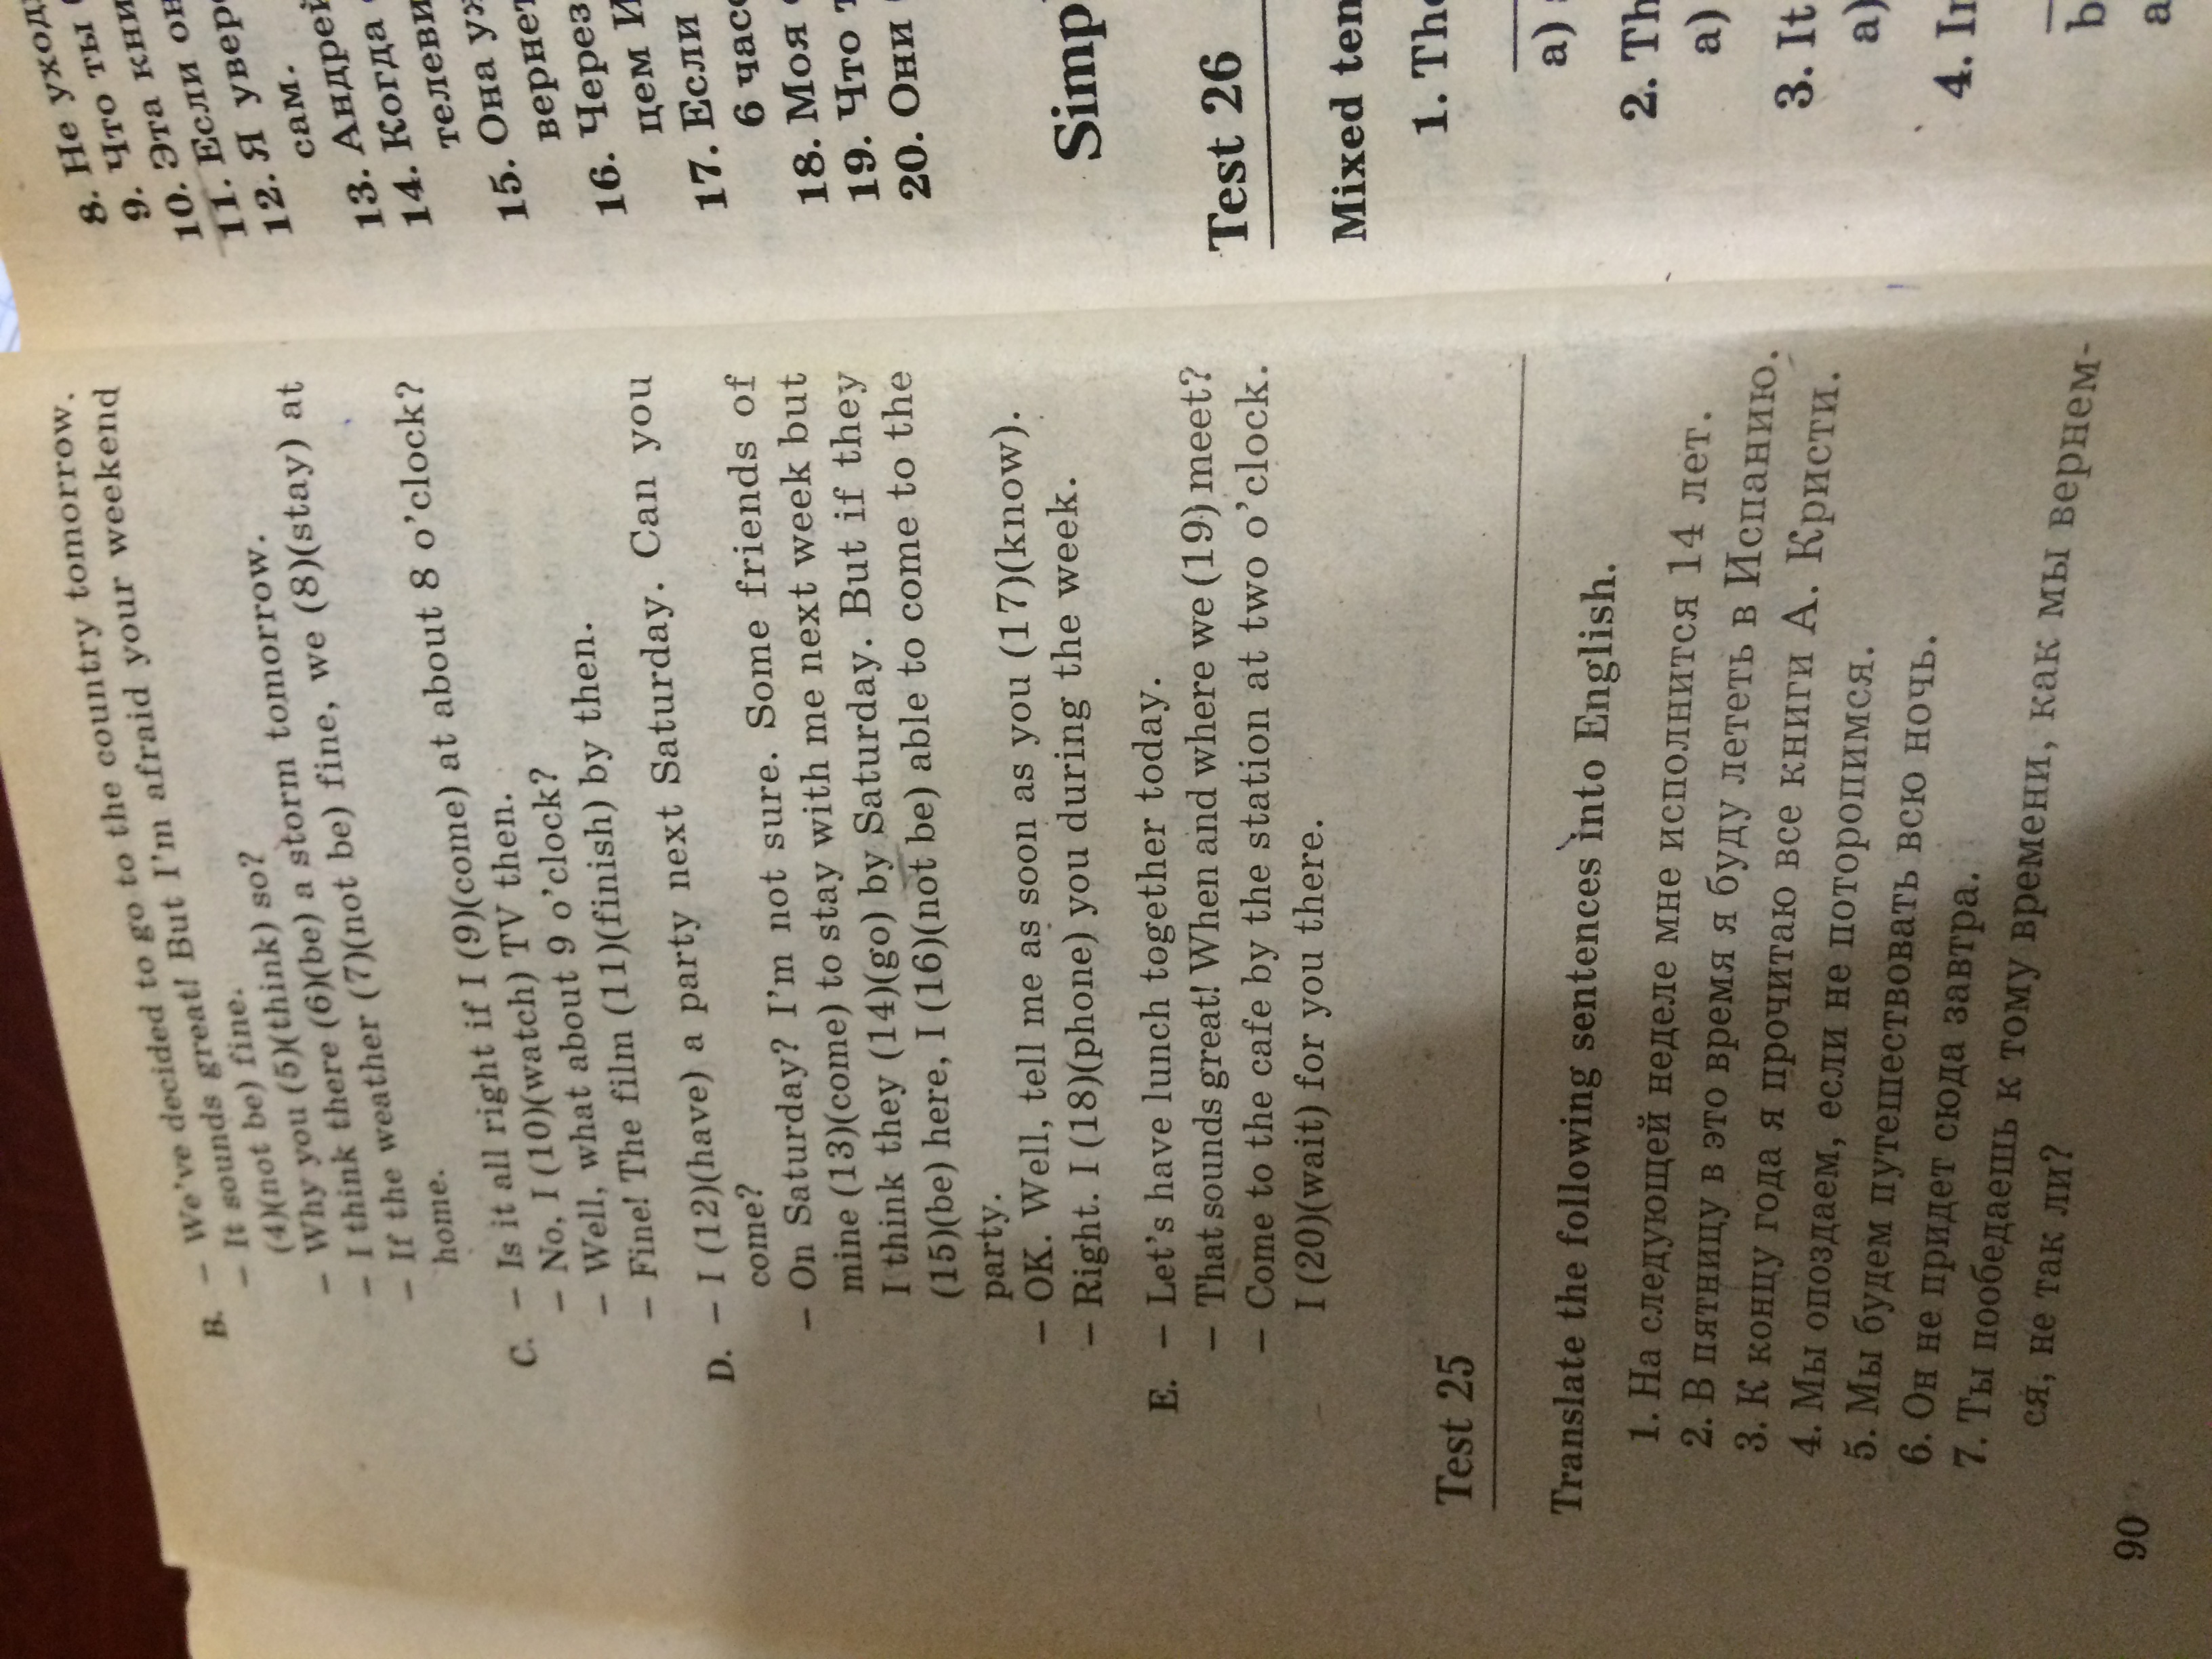 B. – We've decided to go to the country tomorrow.
– It sounds great! But I'm afraid your weekend
(4)(not be) fine.
– Why you (5)(think) so?
– I think there (6)(be) a storm tomorrow.
– If the weather (7)(not be) fine, we (8)(stay) at
home.
C. – Is it all right if I (9)(come) at about 8 o'clock?
– No, I (10)(watch) TV then.
– Well, what about 9 o'clock?
– Fine! The film (11)(finish) by then.
D. – I (12)(have) a party next Saturday. Can you
come?
– On Saturday? I'm not sure. Some friends of
mine (13)(come) to stay with me next week but
I think they (14)(go) by Saturday. But if they
(15)(be) here, I (16)(not be) able to come to the
party.
– OK. Well, tell me as soon as you (17)(know).
– Right. I (18)(phone) you during the week.
E. – Let's have lunch together today.
– That sounds great! When and where we (19) meet?
– Come to the cafe by the station at two o'clock.
I (20)(wait) for you there.
Test 25
Translate the following sentences into English.
1. На следующей неделе мне исполнится 14 лет.
2. В пятницу в это время я буду лететь в Испанию.
3. К концу года я прочитаю все книги А. Кристи.
4. Мы опоздаем, если не поторопимся.
5. Мы будем путешествовать всю ночь.
6. Он не придет сюда завтра.
7. Ты пообедаешь к тому времени, как мы вернем-
ся, не так ли?
90
8. Не уход
9. Что ты
10. Эта кни
11. Если он
12. Я увер
сам.
13. Андрей
14. Когда
телеви
15. Она уж
вернет
16. Через
цем И
17. Если
6 час
18. Моя
19. Что
20. Они
Simp
Test 26
Mixed ten
1. The
a)
2. Th
a)
3. It
a)
4. In
b
a